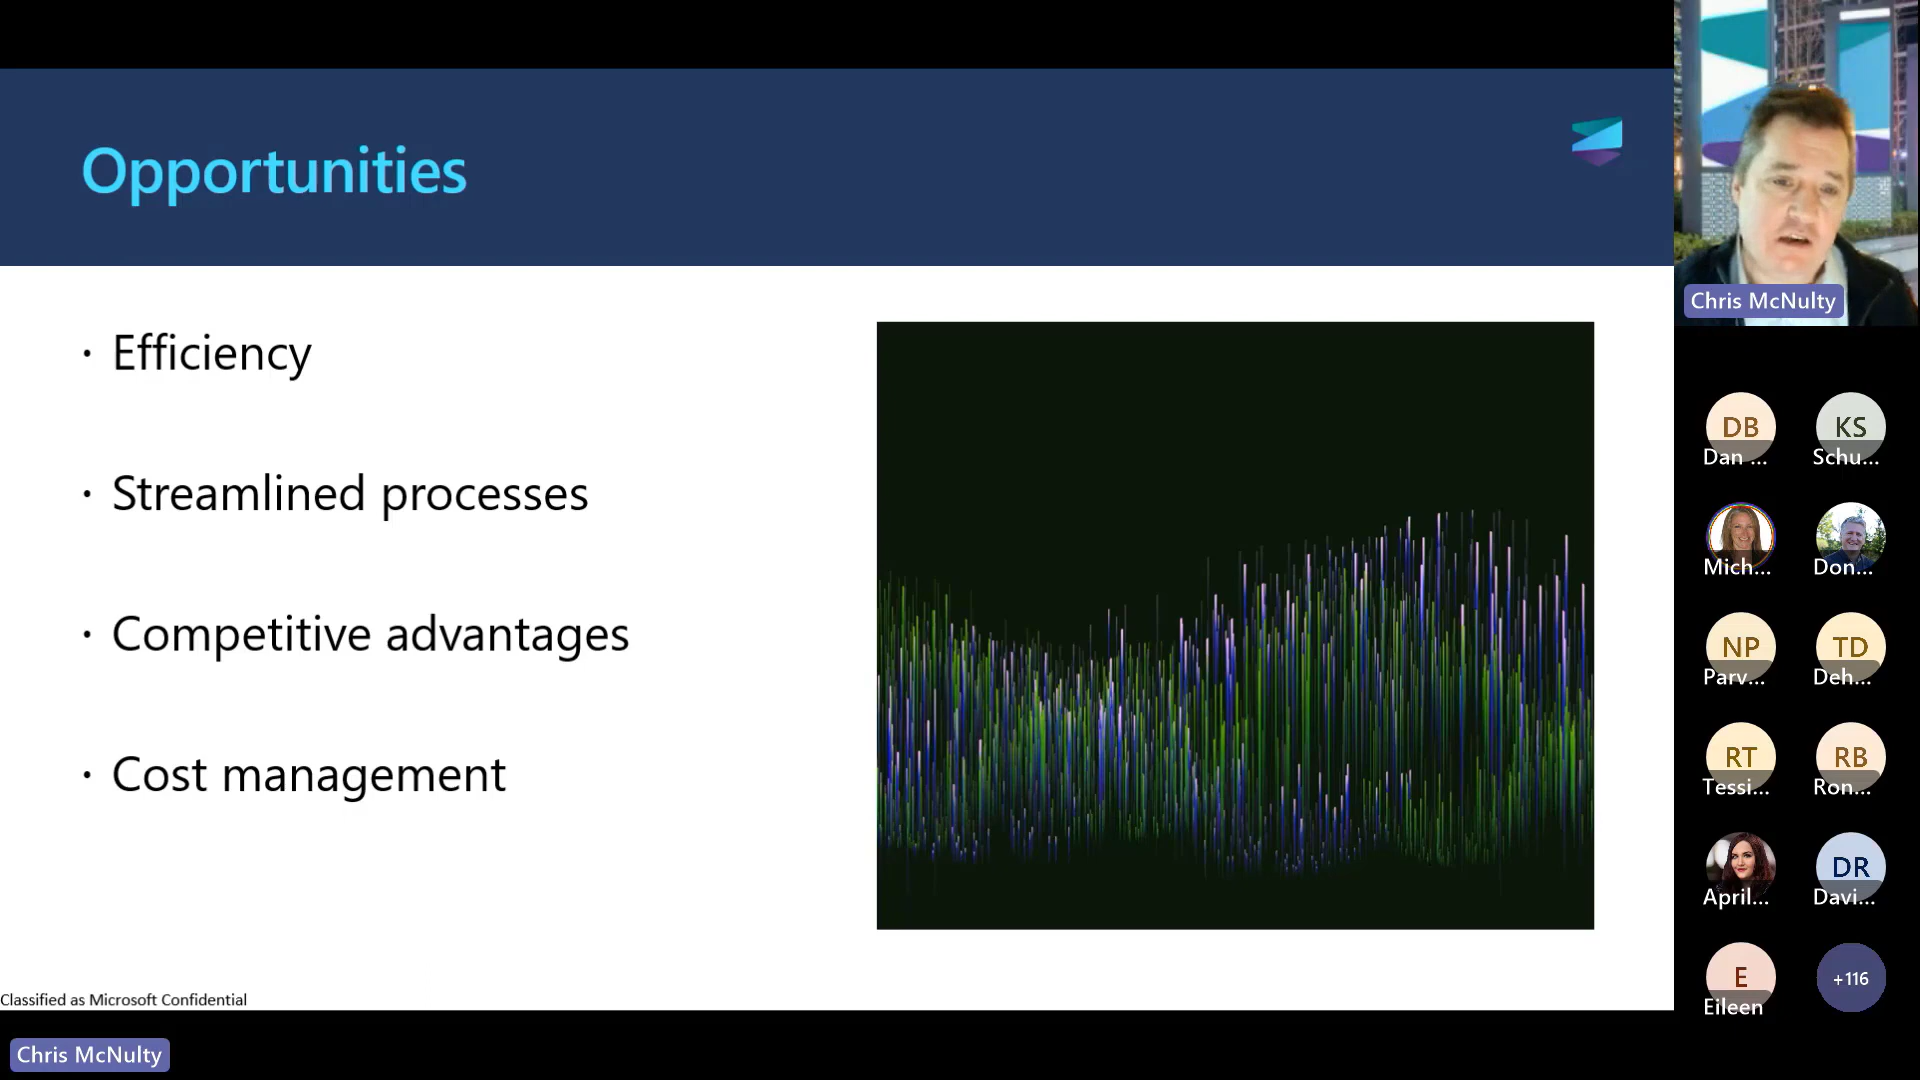 Opportunities
· Efficiency
· Streamlined processes
· Competitive advantages
· Cost management
Classified as Microsoft Confidential
Chris McNulty
Chris McNulty
DB
Dan ...
KS
Schu...
Mich...
Don...
NP
Parv...
TD
Deh...
RT
Tessi...
RB
Ron...
April...
DR
Davi...
E
Eileen
+116